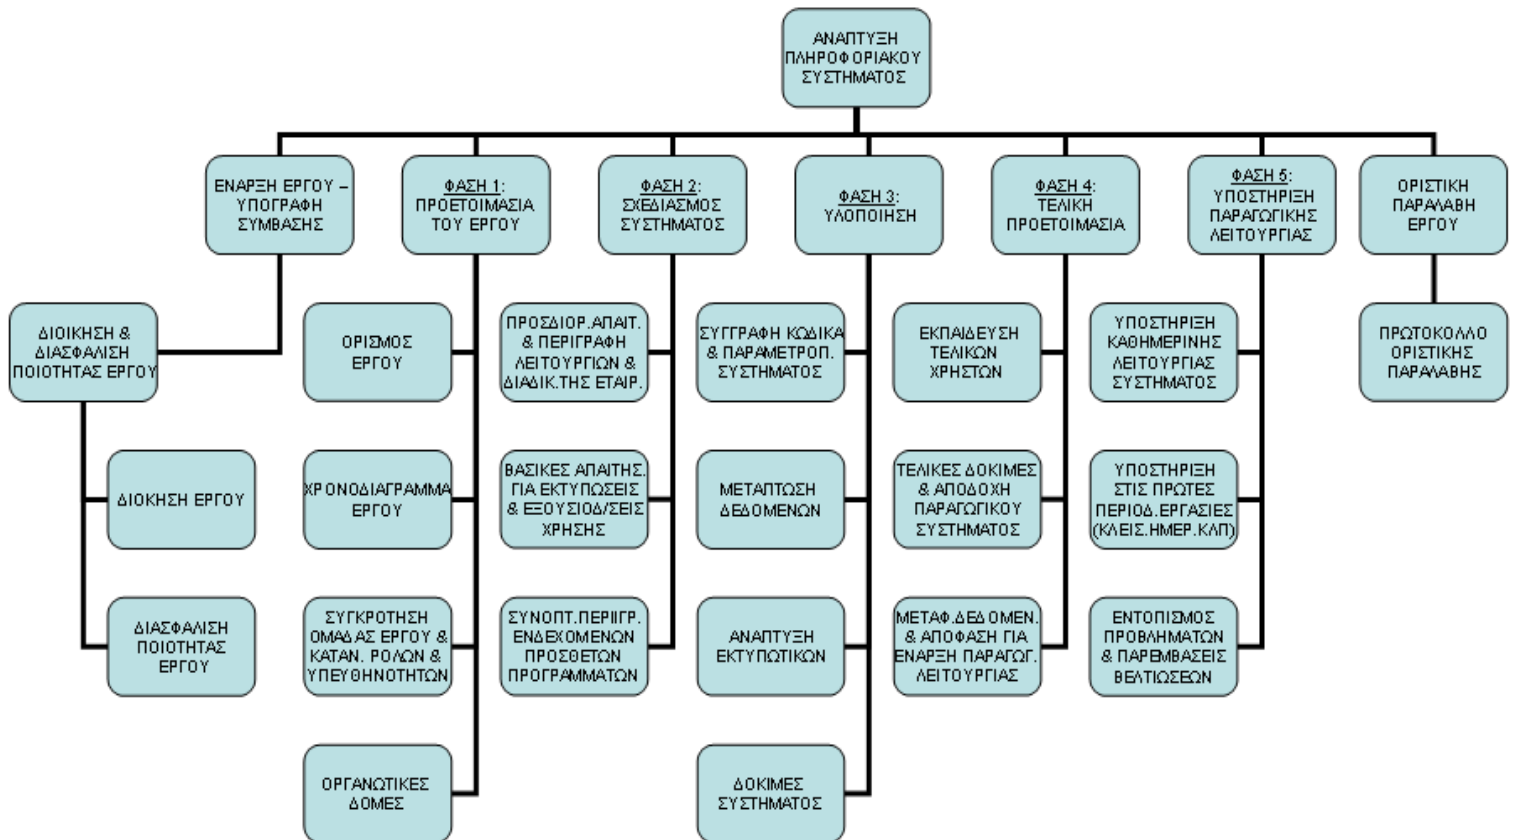 ΑΝΑΠΤΥΞΗ
ΠΛΗΡΟΦΟΡΙΑΚΟΥ
ΣΥΣΤΗΜΑΤΟΣ
ΕΝΑΡΞΗ ΕΡΓΟΥ –
ΥΠΟΓΡΑΦΗ
ΣΥΜΒΑΣΗΣ
ΦΑΣΗ 1:
ΠΡΟΕΤΟΙΜΑΣΙΑ
ΤΟΥ ΕΡΓΟΥ
ΦΑΣΗ 2:
ΣΧΕΔΙΑΣΜΟΣ
ΣΥΣΤΗΜΑΤΟΣ
ΦΑΣΗ 3:
ΥΛΟΠΟΙΗΣΗ
ΦΑΣΗ 4:
ΤΕΛΙΚΗ
ΠΡΟΕΤΟΙΜΑΣΙΑ
ΦΑΣΗ 5:
ΥΠΟΣΤΗΡΙΞΗ
ΠΑΡΑΓΩΓΙΚΗΣ
ΛΕΙΤΟΥΡΓΙΑΣ
ΟΡΙΣΤΙΚΗ
ΠΑΡΑΛΑΒΗ
ΕΡΓΟΥ
ΔΙΟΙΚΗΣΗ &
ΔΙΑΣΦΑΛΙΣΗ
ΠΟΙΟΤΗΤΑΣ ΕΡΓΟΥ
ΟΡΙΣΜΟΣ
ΕΡΓΟΥ
ΠΡΟΣΔΙΟΡ.ΑΠΑΙΤ.
& ΠΕΡΙΓΡΑΦΗ
ΛΕΙΤΟΥΡΓΙΩΝ &
ΔΙΑΔΙΚ.ΤΗΣ ΕΤΑΙΡ.
ΣΥΓΓΡΑΦΗ ΚΩΔΙΚΑ
& ΠΑΡΑΜΕΤΡΟΠ.
ΣΥΣΤΗΜΑΤΟΣ
ΕΚΠΑΙΔΕΥΣΗ
ΤΕΛΙΚΩΝ
ΧΡΗΣΤΩΝ
ΥΠΟΣΤΗΡΙΞΗ
ΚΑΘΗΜΕΡΙΝΗΣ
ΛΕΙΤΟΥΡΓΙΑΣ
ΣΥΣΤΗΜΑΤΟΣ
ΠΡΩΤΟΚΟΛΛΟ
ΟΡΙΣΤΙΚΗΣ
ΠΑΡΑΛΑΒΗΣ
ΔΙΟΚΗΣΗ ΕΡΓΟΥ
ΧΡΟΝΟΔΙΑΓΡΑΜΜΑ
ΕΡΓΟΥ
ΒΑΣΙΚΕΣ ΑΠΑΙΤΗΣ.
ΓΙΑ ΕΚΤΥΠΩΣΕΙΣ
& ΕΞΟΥΣΙΟΔ/ΣΕΙΣ
ΧΡΗΣΗΣ
ΜΕΤΑΠΤΩΣΗ
ΔΕΔΟΜΕΝΩΝ
ΤΕΛΙΚΕΣ ΔΟΚΙΜΕΣ
& ΑΠΟΔΟΧΗ
ΠΑΡΑΓΩΓΙΚΟΥ
ΣΥΣΤΗΜΑΤΟΣ
ΥΠΟΣΤΗΡΙΞΗ
ΣΤΙΣ ΠΡΩΤΕΣ
ΠΕΡΙΟΔ.ΕΡΓΑΣΙΕΣ
(ΚΛΕΙΣ.ΗΜΕΡ.ΚΛΠ)
ΔΙΑΣΦΑΛΙΣΗ
ΠΟΙΟΤΗΤΑΣ
ΕΡΓΟΥ
ΣΥΓΚΡΟΤΗΣΗ
ΟΜΑΔΑΣ ΕΡΓΟΥ &
ΚΑΤΑΝ. ΡΟΛΩΝ &
ΥΠΕΥΘΗΝΟΤΗΤΩΝ
ΣΥΝΟΠΤ.ΠΕΡΙΙΓΡ.
ΕΝΔΕΧΟΜΕΝΩΝ
ΠΡΟΣΘΕΤΩΝ
ΠΡΟΓΡΑΜΜΑΤΩΝ
ΑΝΑΠΤΥΞΗ
ΕΚΤΥΠΩΤΙΚΩΝ
ΜΕΤΑΦ.ΔΕΔΟΜΕΝ.
& ΑΠΟΦΑΣΗ ΓΙΑ
ΕΝΑΡΞΗ ΠΑΡΑΓΩΓ.
ΛΕΙΤΟΥΡΓΙΑΣ
ΕΝΤΟΠΙΣΜΟΣ
ΠΡΟΒΛΗΜΑΤΩΝ
& ΠΑΡΕΜΒΑΣΕΙΣ
ΒΕΛΤΙΩΣΕΩΝ
ΟΡΓΑΝΩΤΙΚΕΣ
ΔΟΜΕΣ
ΔΟΚΙΜΕΣ
ΣΥΣΤΗΜΑΤΟΣ